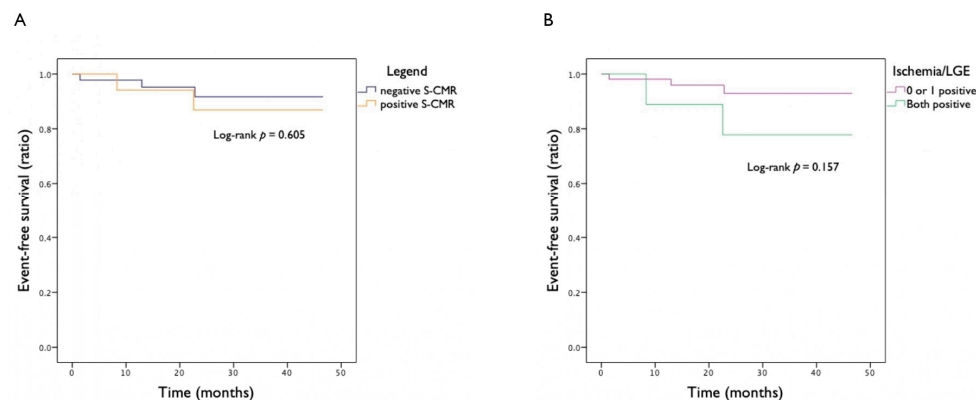 A
Event-free survival (ratio)
1.0
0.8
0.6
0.4
0.2
0.0
0 10 20 30 40 50
Time (months)
Legend
negative S-CMR
positive S-CMR
Log-rank p = 0.605
B
Event-free survival (ratio)
1.0
0.8
0.6
0.4
0.2
0.0
0 10 20 30 40 50
Time (months)
Ischemia/LGE
0 or 1 positive
Both positive
Log-rank p = 0.157